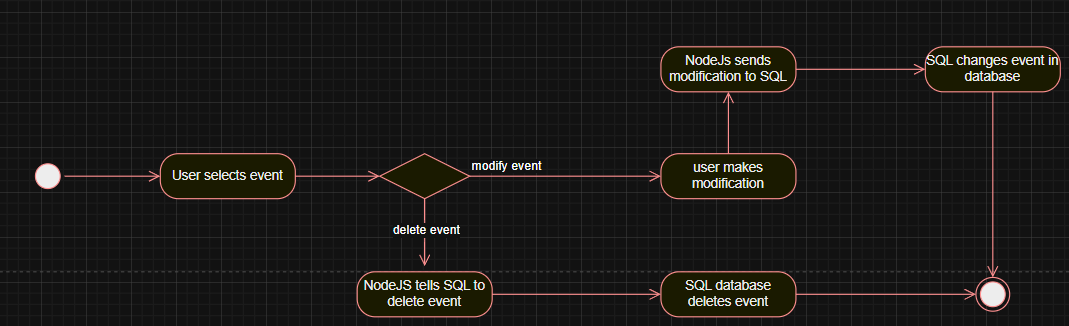 NodeJs sends
modification to SQL
SQL changes event in
database
User selects event
modify event
user makes
modification
delete event
NodeJS tells SQL to
delete event
SQL database
deletes event